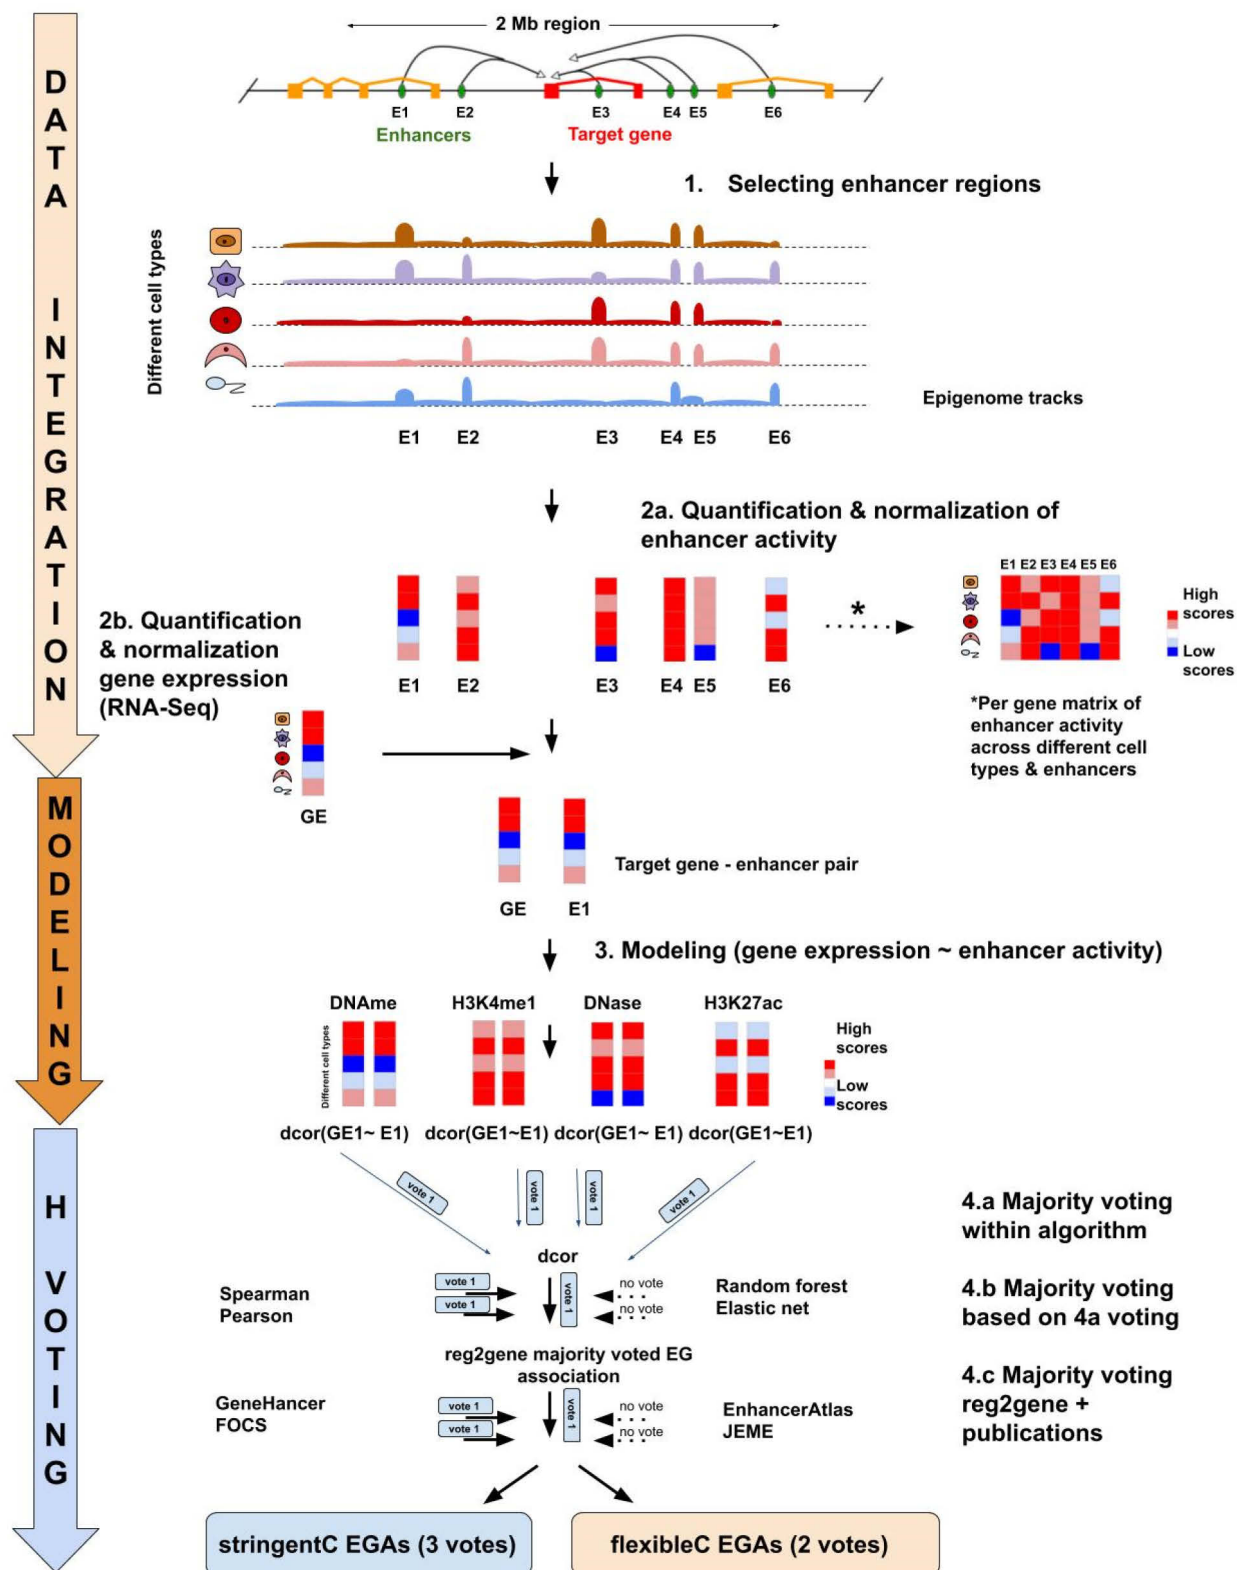 DATA INTEGRATION
2 Mb region
E1 E2 E3 E4 E5 E6
Enhancers Target gene
1. Selecting enhancer regions
Different cell types
Epigenome tracks
E1 E2 E3 E4 E5 E6
2a. Quantification & normalization of
enhancer activity
E1 E2 E3 E4 E5 E6
*
E1 E2 E3 E4 E5 E6
High
scores
Low
scores
*Per gene matrix of
enhancer activity
across different cell
types & enhancers
2b. Quantification
& normalization
gene expression
(RNA-Seq)
GE
MODELING
GE E1
Target gene - enhancer pair
3. Modeling (gene expression ~ enhancer activity)
DNAme H3K4me1 DNase H3K27ac
Different cell types
High
scores
Low
scores
dcor(GE1~ E1) dcor(GE1~E1) dcor(GE1~ E1) dcor(GE1~E1)
H VOTING
vote 1 vote 1 vote 1 vote 1
4.a Majority voting
within algorithm
dcor
Spearman
Pearson
vote 1
vote 1
vote 1
no vote
no vote
Random forest
Elastic net
4.b Majority voting
based on 4a voting
reg2gene majority voted EG
association
GeneHancer
FOCS
vote 1
vote 1
vote 1
no vote
no vote
EnhancerAtlas
JEME
4.c Majority voting
reg2gene +
publications
stringentC EGAs (3 votes)
flexibleC EGAs (2 votes)